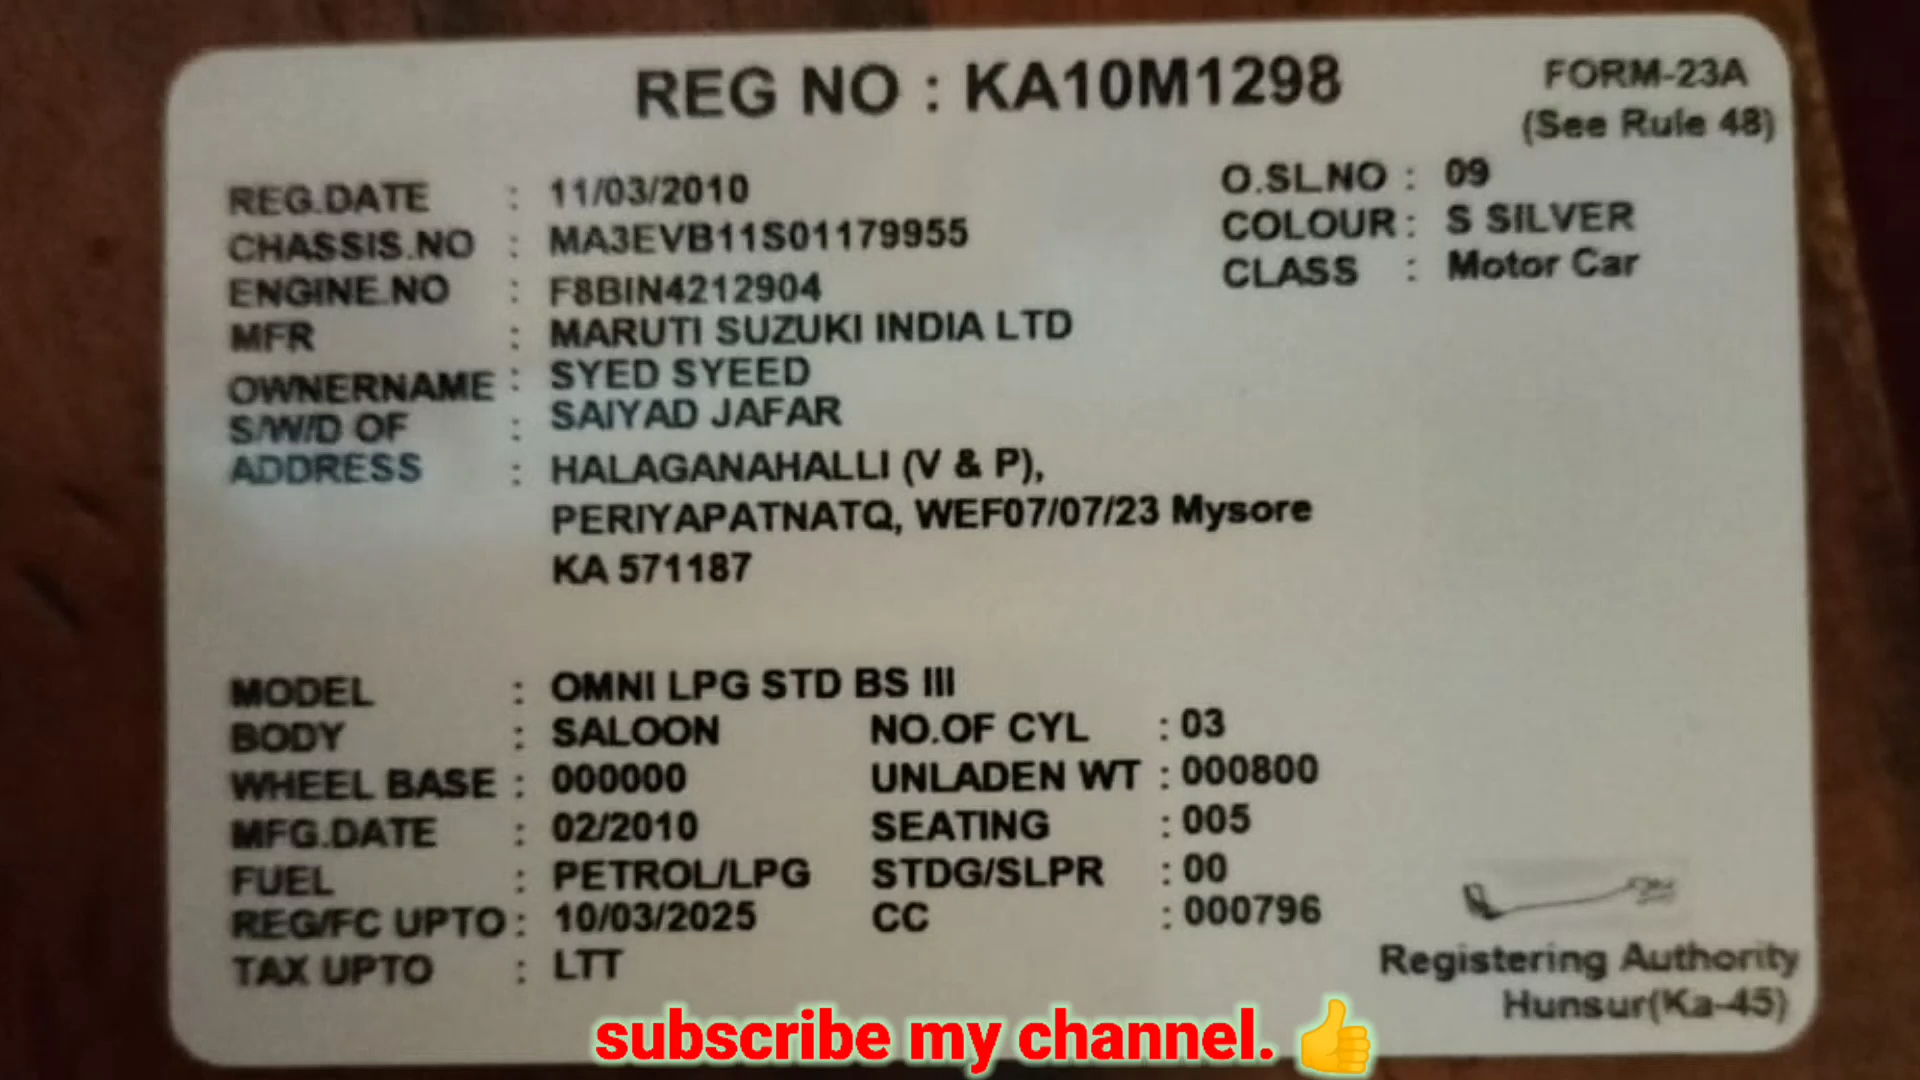 REG NO : KA10M1298
FORM-23A
(See Rule 48)
REG.DATE : 11/03/2010
O.SL.NO : 09
CHASSIS.NO : MA3EVB11S01179955
COLOUR : S SILVER
ENGINE.NO : F8BIN4212904
CLASS : Motor Car
MFR : MARUTI SUZUKI INDIA LTD
OWNERNAME : SYED SYEED
S/W/D OF : SAIYAD JAFAR
ADDRESS : HALAGANAHALLI (V & P),
PERIYAPATNATQ, WEF07/07/23 Mysore
KA 571187
MODEL : OMNI LPG STD BS III
BODY : SALOON NO.OF CYL : 03
WHEEL BASE : 000000 UNLADEN WT : 000800
MFG.DATE : 02/2010 SEATING : 005
FUEL : PETROL/LPG STDG/SLPR : 00
REG/FC UPTO : 10/03/2025 CC : 000796
TAX UPTO : LTT
Registering Authority
Hunsur(Ka-45)
subscribe my channel. 👍